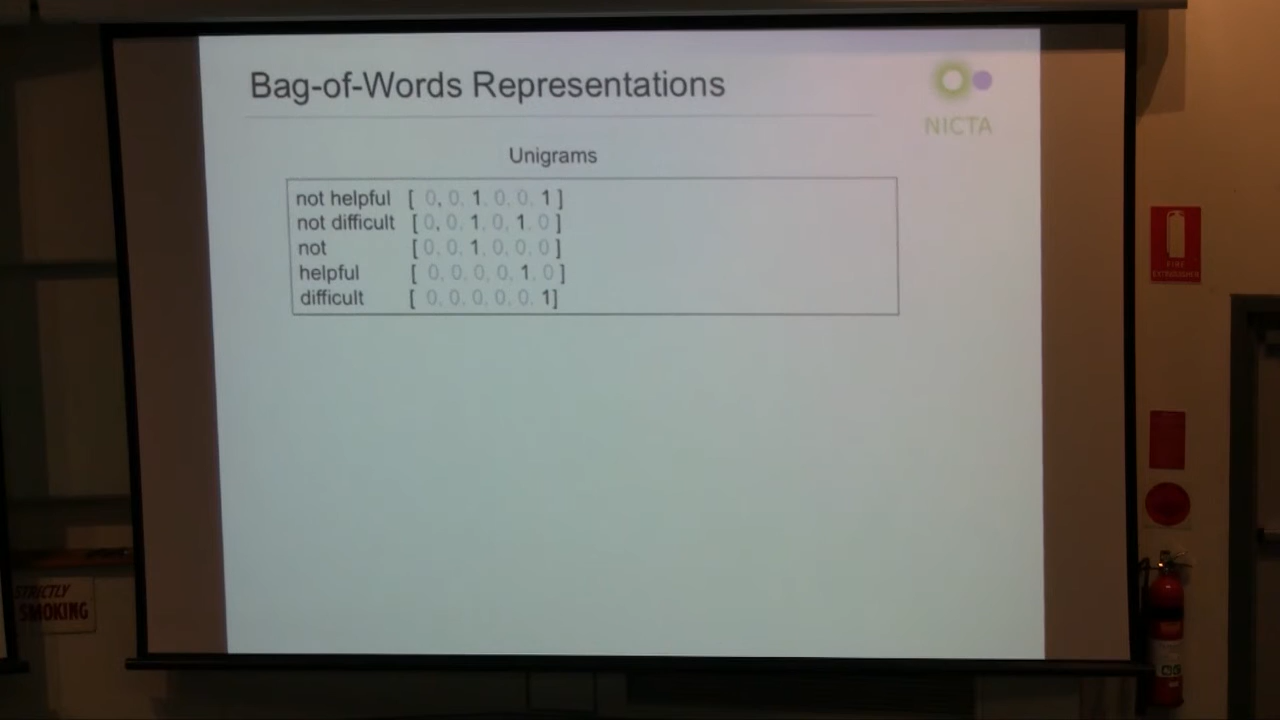 Bag-of-Words Representations
NICTA
Unigrams
not helpful [ 0, 0, 1, 0, 0, 1 ]
not difficult [ 0, 0, 1, 0, 1, 0 ]
not [ 0, 0, 1, 0, 0, 0 ]
helpful [ 0, 0, 0, 0, 1, 0 ]
difficult [ 0, 0, 0, 0, 0, 1]
FIRE
EXTINGUISHER
STRICTLY
SMOKING